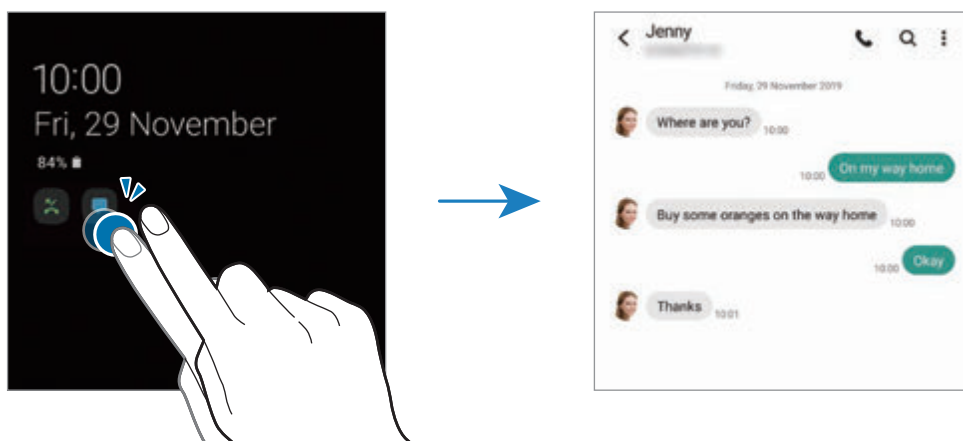 10:00
Fri, 29 November
84%
Jenny
Friday, 29 November 2019
Where are you?
10:00
On my way home
10:00
Buy some oranges on the way home
10:00
Okay
10:00
Thanks
10:01